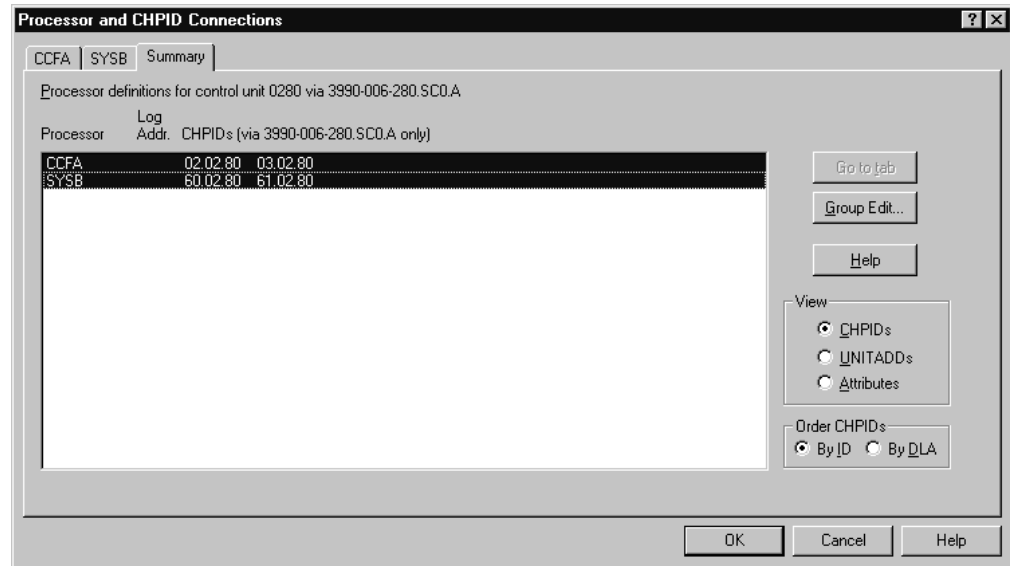 Processor and CHPID Connections
CCFA SYSB Summary
Processor definitions for control unit 0280 via 3990-006-280.SC0.A
Log
Processor Addr. CHPIDs (via 3990-006-280.SC0.A only)
CCFA 02.02.80 03.02.80
SYSB 60.02.80 61.02.80
Go to tab
Group Edit...
Help
View
CHPIDs
UNITADDs
Attributes
Order CHPIDs
By ID By DLA
OK Cancel Help